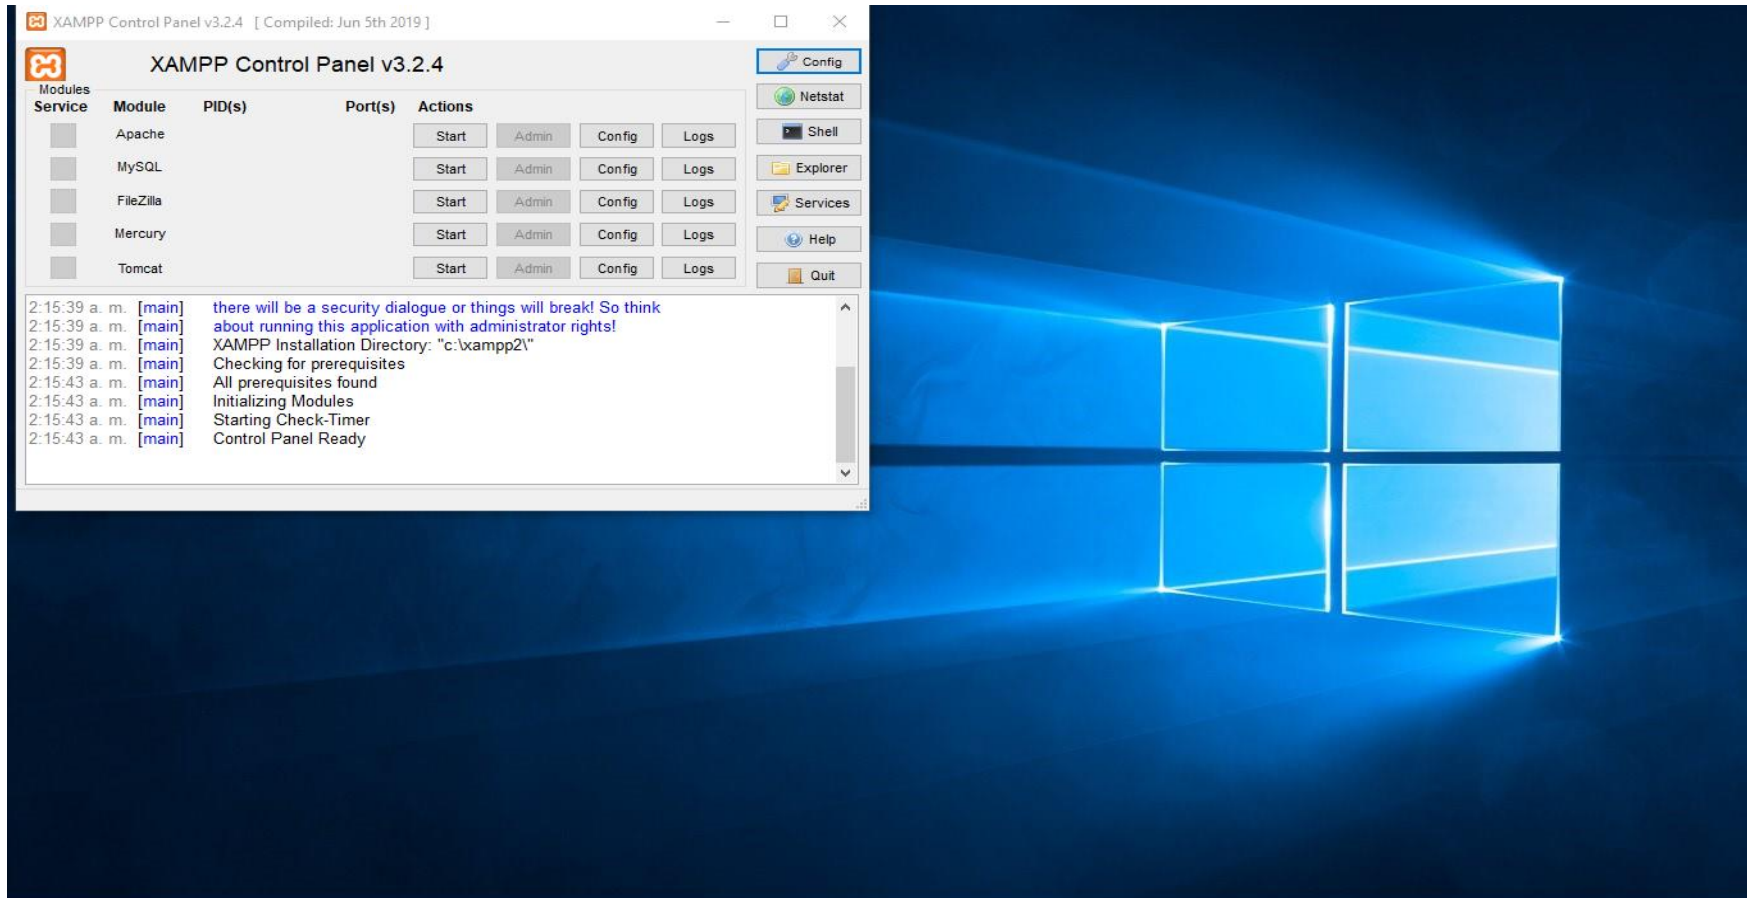 XAMPP Control Panel v3.2.4 [ Compiled: Jun 5th 2019 ]
XAMPP Control Panel v3.2.4
Config
Modules
Service Module PID(s) Port(s) Actions
Netstat
Apache Start Admin Config Logs
Shell
MySQL Start Admin Config Logs
Explorer
FileZilla Start Admin Config Logs
Services
Mercury Start Admin Config Logs
Help
Tomcat Start Admin Config Logs
Quit
2:15:39 a. m. [main] there will be a security dialogue or things will break! So think
2:15:39 a. m. [main] about running this application with administrator rights!
2:15:39 a. m. [main] XAMPP Installation Directory: "c:\xampp2\"
2:15:39 a. m. [main] Checking for prerequisites
2:15:43 a. m. [main] All prerequisites found
2:15:43 a. m. [main] Initializing Modules
2:15:43 a. m. [main] Starting Check-Timer
2:15:43 a. m. [main] Control Panel Ready